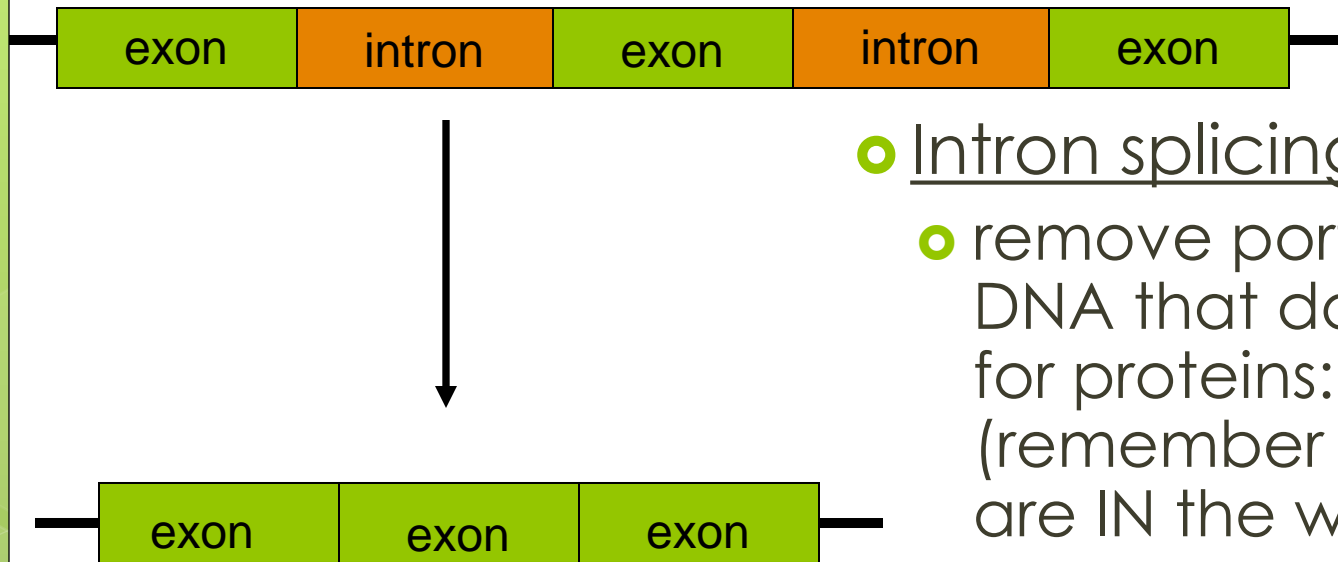 exon intron exon intron exon
Intron splicing
remove por
DNA that do
for proteins:
(remember
are IN the w
exon exon exon